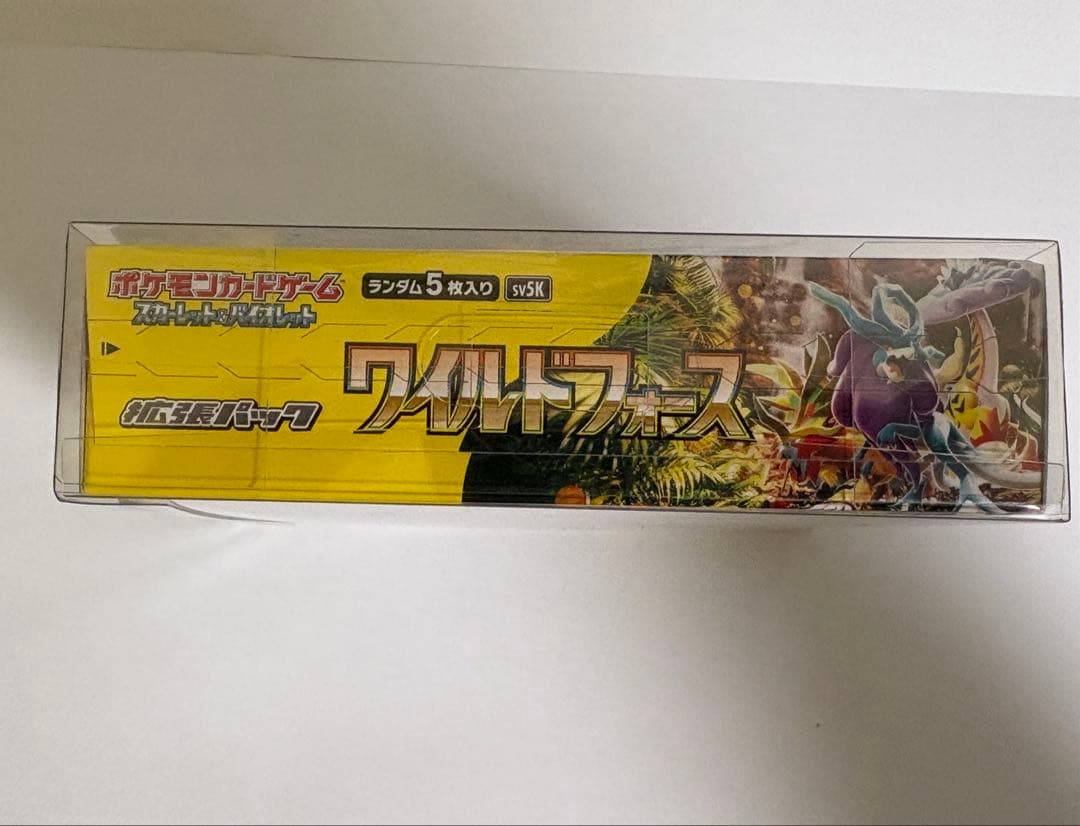 ポケモンカードゲーム
スカーレット&バイオレット
ランダム5枚入り
sv5K
拡張パック
ワイルドフォース